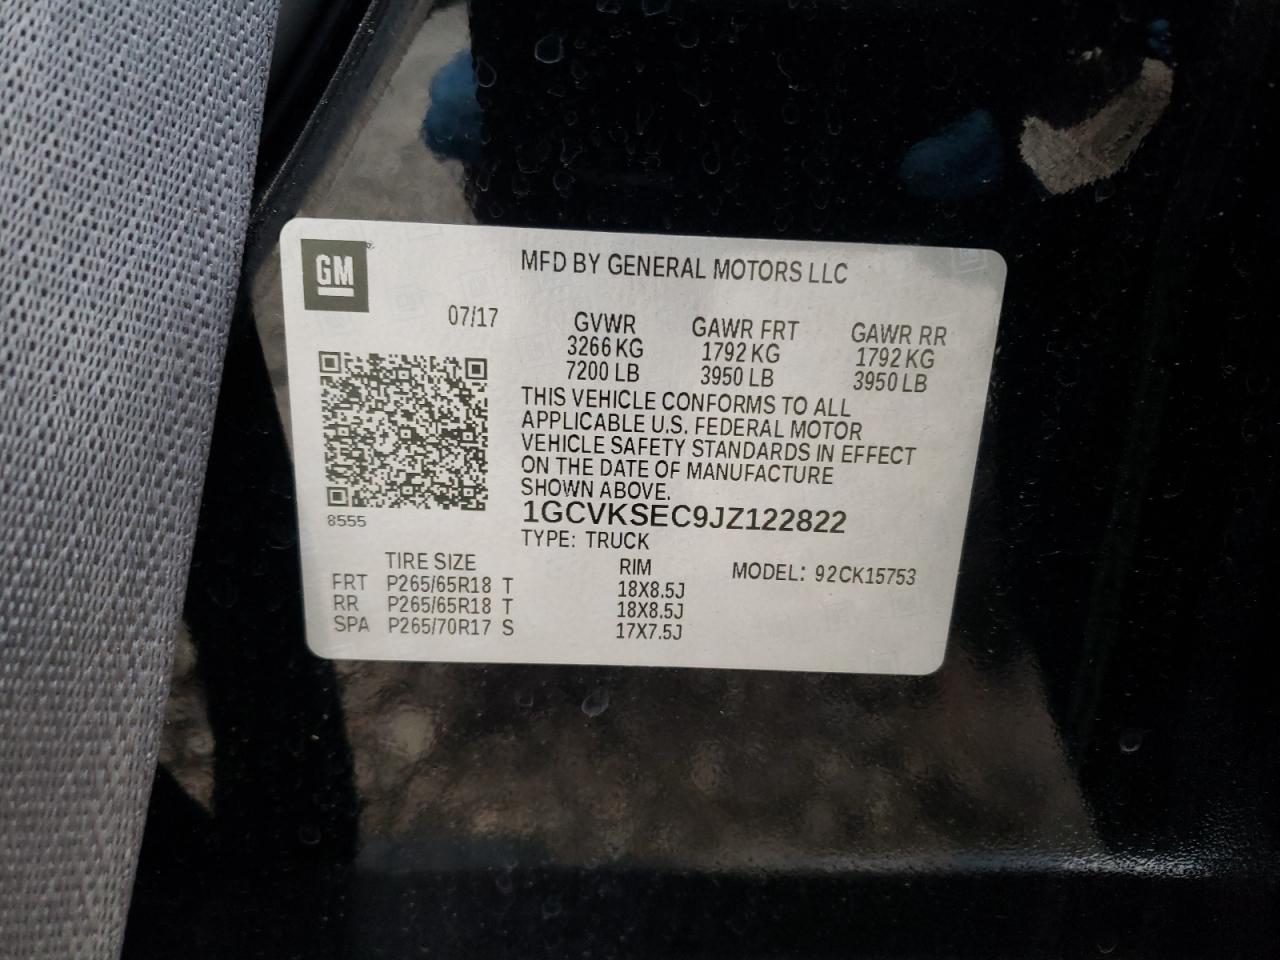 GM
MFD BY GENERAL MOTORS LLC
07/17
GVWR GAWR FRT GAWR RR
3266 KG 1792 KG 1792 KG
7200 LB 3950 LB 3950 LB
THIS VEHICLE CONFORMS TO ALL
APPLICABLE U.S. FEDERAL MOTOR
VEHICLE SAFETY STANDARDS IN EFFECT
ON THE DATE OF MANUFACTURE
SHOWN ABOVE.
8555
1GCVKSEC9JZ122822
TYPE: TRUCK
TIRE SIZE RIM MODEL: 92CK15753
FRT P265/65R18 T 18X8.5J
RR P265/65R18 T 18X8.5J
SPA P265/70R17 S 17X7.5J